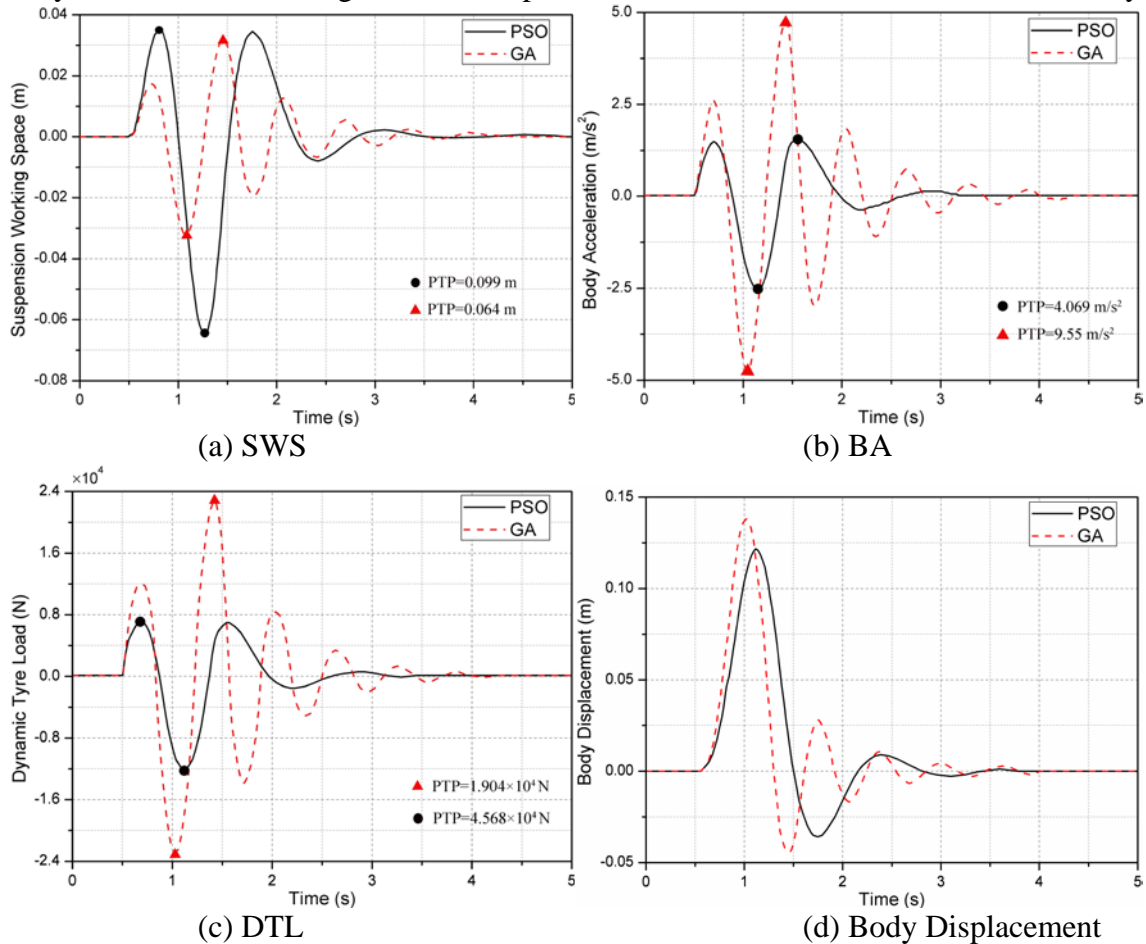 0.04
0.02
0.00
-0.02
-0.04
-0.06
-0.08
Suspension Working Space (m)
PSO
GA
PTP=0.099 m
PTP=0.064 m
0 1 2 3 4 5
Time (s)
(a) SWS
5.0
2.5
0.0
-2.5
-5.0
Body Acceleration (m/s²)
PSO
GA
PTP=4.069 m/s²
PTP=9.55 m/s²
0 1 2 3 4 5
Time (s)
(b) BA
×10⁴
2.4
1.6
0.8
0.0
-0.8
-1.6
-2.4
Dynamic Tyre Load (N)
PSO
GA
PTP=1.904×10⁴ N
PTP=4.568×10⁴ N
0 1 2 3 4 5
Time (s)
(c) DTL
0.15
0.10
0.05
0.00
-0.05
Body Displacement (m)
PSO
GA
0 1 2 3 4 5
Time (s)
(d) Body Displacement